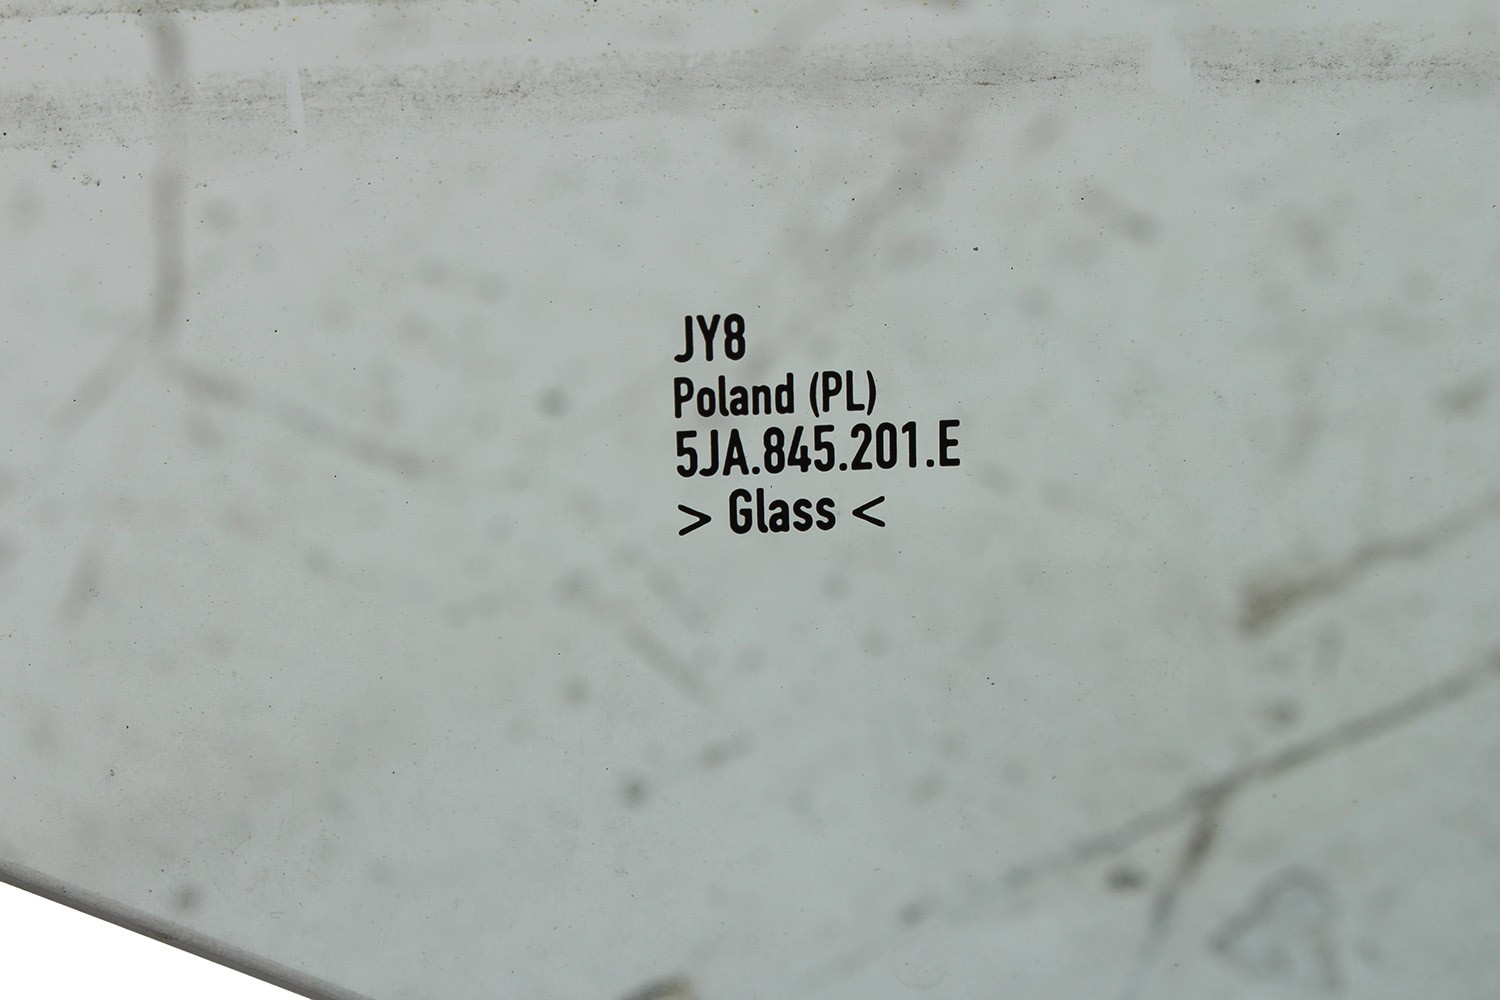 JY8
Poland (PL)
5JA.845.201.E
> Glass <